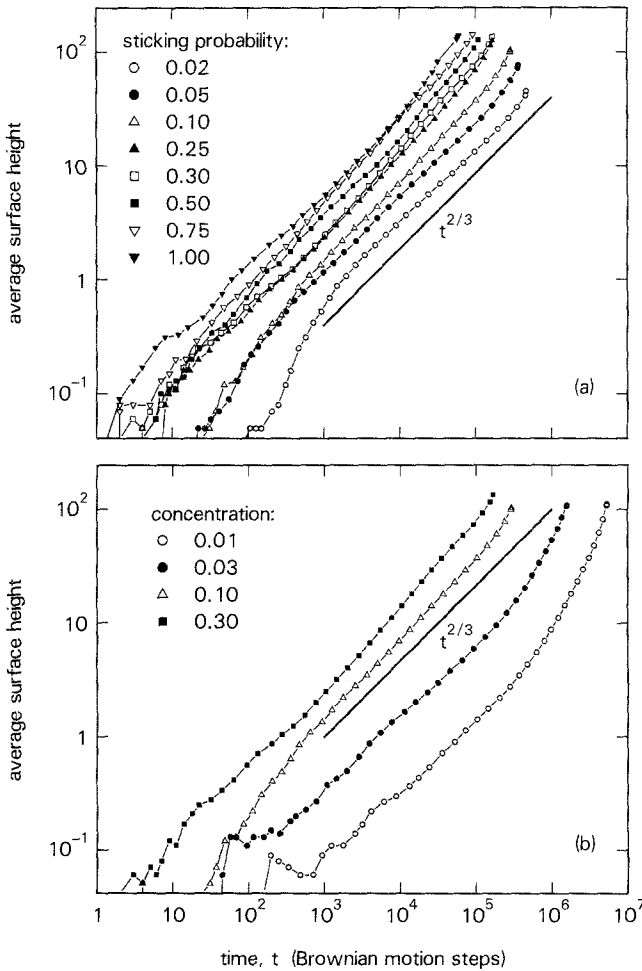 10²
10
1
10⁻¹
average surface height
sticking probability:
0.02
0.05
0.10
0.25
0.30
0.50
0.75
1.00
t²/³
(a)
10²
10
1
10⁻¹
average surface height
concentration:
0.01
0.03
0.10
0.30
t²/³
(b)
1 10 10² 10³ 10⁴ 10⁵ 10⁶ 10⁷
time, t (Brownian motion steps)